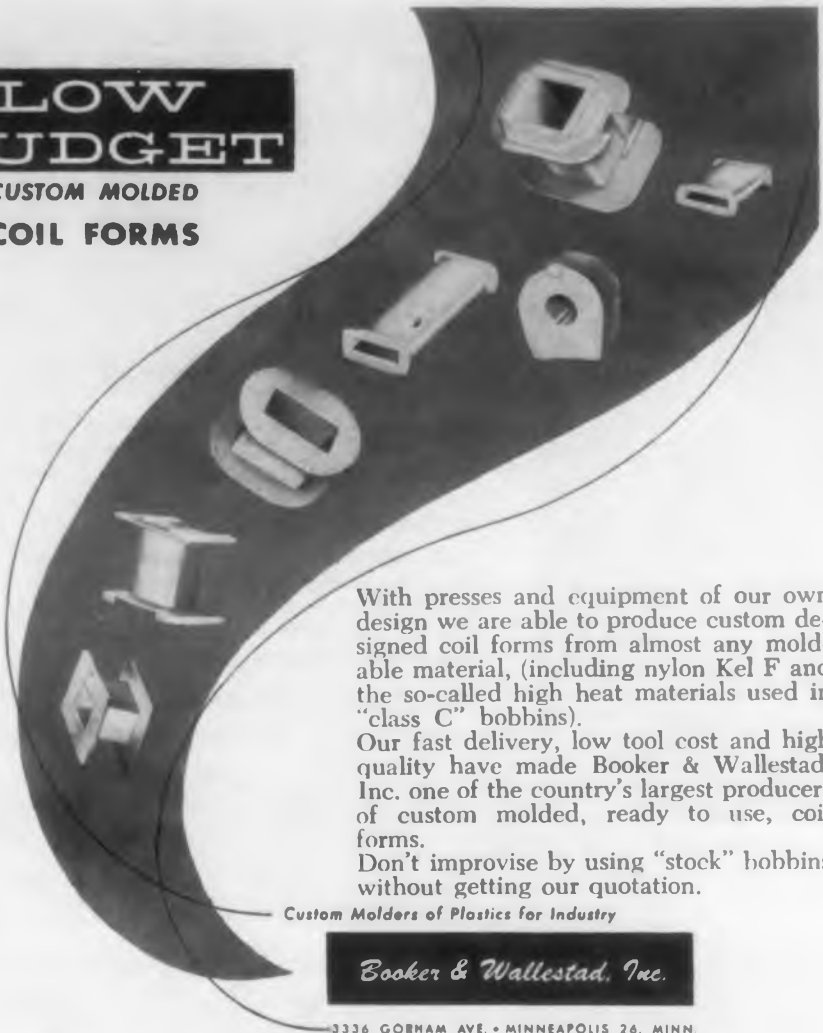 LOW
UDGET
CUSTOM MOLDED
COIL FORMS
With presses and equipment of our own
design we are able to produce custom de-
signed coil forms from almost any mold-
able material, (including nylon Kel F and
the so-called high heat materials used in
"class C" bobbins).
Our fast delivery, low tool cost and high
quality have made Booker & Wallestad,
Inc. one of the country's largest producer
of custom molded, ready to use, coi
forms.
Don't improvise by using "stock" bobbins
without getting our quotation.
Custom Molders of Plastics for Industry
Booker & Wallestad, Inc.
3336 GORHAM AVE. • MINNEAPOLIS 26, MINN.